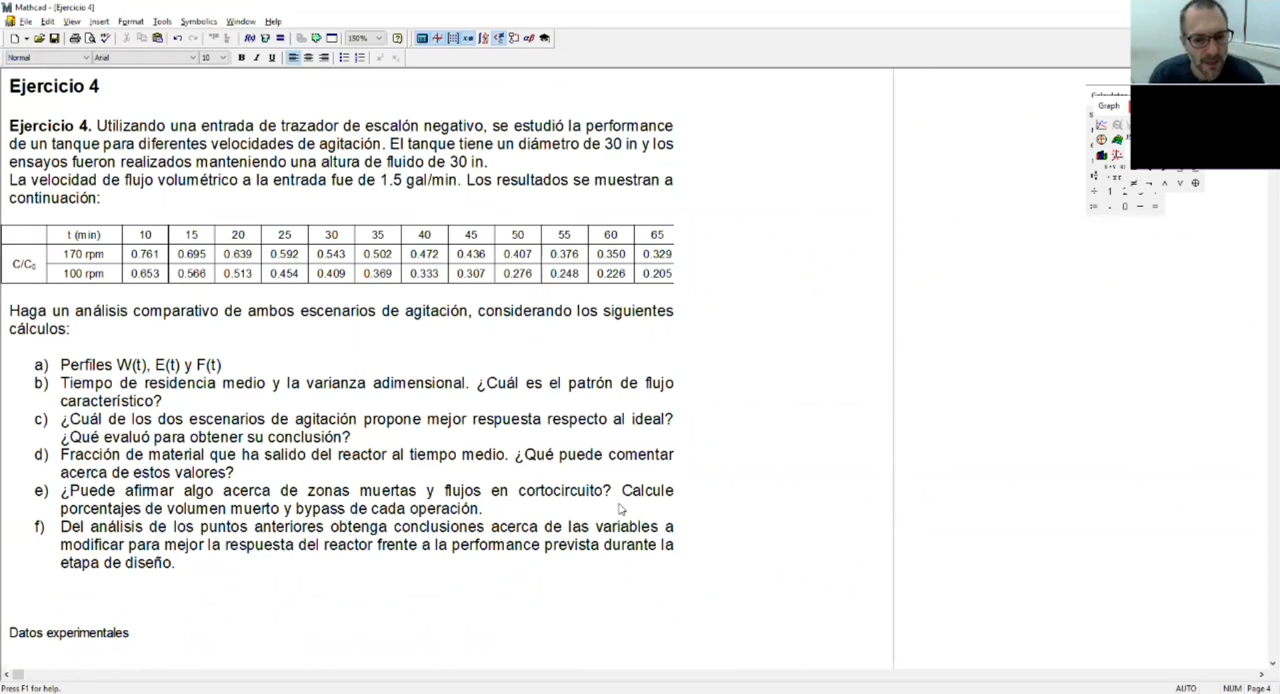 Mathcad - [Ejercicio 4]
File Edit View Insert Format Tools Symbolics Window Help
150%
Normal Arial 10 B I U
Graph
Ejercicio 4
Ejercicio 4. Utilizando una entrada de trazador de escalón negativo, se estudió la performance
de un tanque para diferentes velocidades de agitación. El tanque tiene un diámetro de 30 in y los
ensayos fueron realizados manteniendo una altura de fluido de 30 in.
La velocidad de flujo volumétrico a la entrada fue de 1.5 gal/min. Los resultados se muestran a
continuación:
t (min) 10 15 20 25 30 35 40 45 50 55 60 65
C/C0 170 rpm 0.761 0.695 0.639 0.592 0.543 0.502 0.472 0.436 0.407 0.376 0.350 0.329
100 rpm 0.653 0.566 0.513 0.454 0.409 0.369 0.333 0.307 0.276 0.248 0.226 0.205
Haga un análisis comparativo de ambos escenarios de agitación, considerando los siguientes
cálculos:
a) Perfiles W(t), E(t) y F(t)
b) Tiempo de residencia medio y la varianza adimensional. ¿Cuál es el patrón de flujo
característico?
c) ¿Cuál de los dos escenarios de agitación propone mejor respuesta respecto al ideal?
¿Qué evaluó para obtener su conclusión?
d) Fracción de material que ha salido del reactor al tiempo medio. ¿Qué puede comentar
acerca de estos valores?
e) ¿Puede afirmar algo acerca de zonas muertas y flujos en cortocircuito? Calcule
porcentajes de volumen muerto y bypass de cada operación.
f) Del análisis de los puntos anteriores obtenga conclusiones acerca de las variables a
modificar para mejor la respuesta del reactor frente a la performance prevista durante la
etapa de diseño.
Datos experimentales
Press F1 for help.
AUTO NUM Page 4